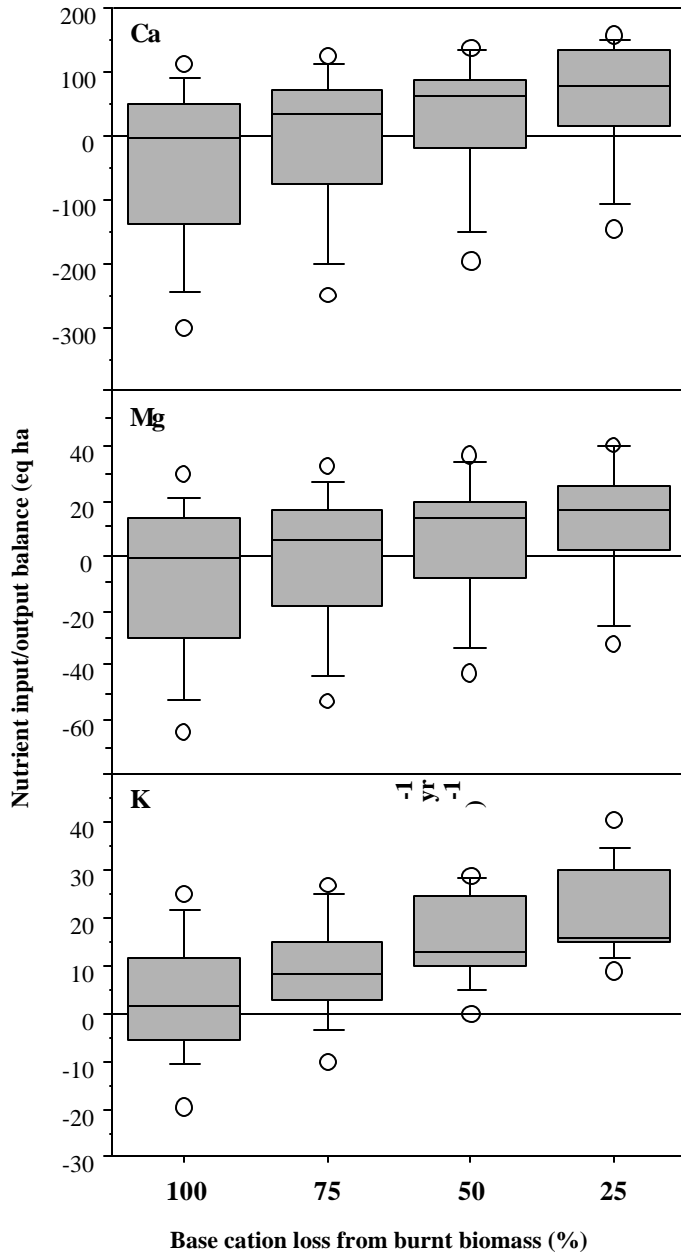 Ca
200
100
0
-100
-200
-300
Mg
40
20
0
-20
-40
-60
K
40
30
20
10
0
-10
-20
-30
-1 yr -1 )
Nutrient input/output balance (eq ha
100 75 50 25
Base cation loss from burnt biomass (%)